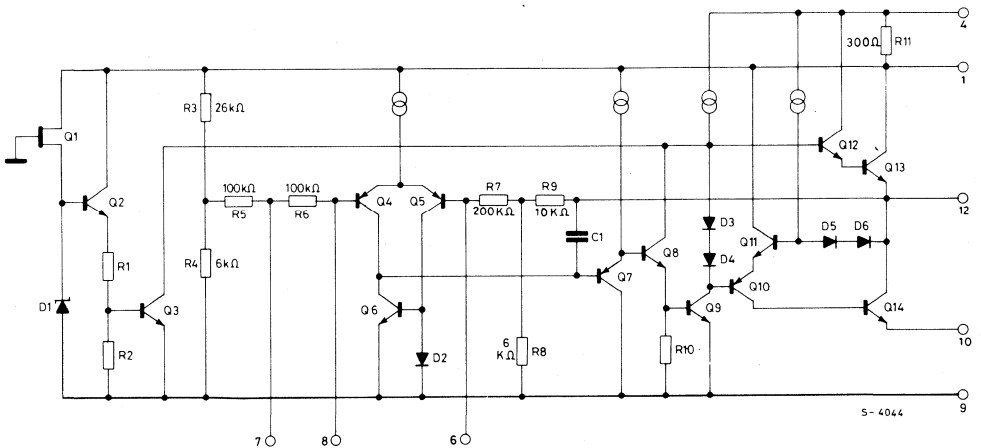 4
300Ω R11
1
R3 26kΩ
Q1
Q12
Q13
100kΩ 100kΩ R7 R9
Q2 Q4 Q5 12
R5 R6 200KΩ 10KΩ
D3 D5 D6
C1 Q11
Q8
R1 R4 6kΩ D4
Q7 Q10
D1 Q3 Q6 Q9 Q14
10
R2 D2 6 KΩ R8 R10
9
S-4044
7 8 6